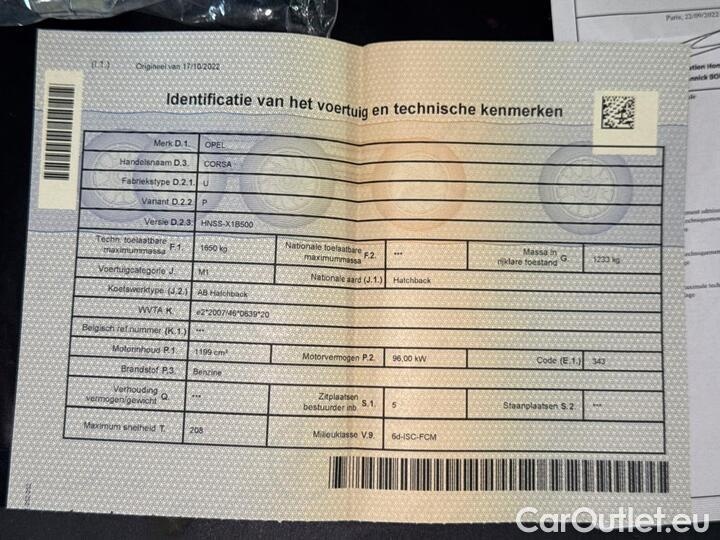 Parijs, 22/09/2022
(I.1.) Origineel van 17/10/2022
Identificatie van het voertuig en technische kenmerken
Merk D.1. OPEL
Handelsnaam D.3. CORSA
Fabriekstype D.2.1. U
Variant D.2.2 P
Versie D.2.3. HNSS-X1B500
Techn. toelaatbare maximummassa F.1. 1650 kg Nationale toelaatbare maximummassa F.2. *** Massa in rijklare toestand G. 1233 kg
Voertuigcategorie J. M1 Nationale aard (J.1.) Hatchback
Koetswerktype (J.2.) AB Hatchback
WVTA K. e2*2007/46*0639*20
Belgisch ref.nummer (K.1.) ***
Motorinhoud P.1. 1199 cm³ Motorvermogen P.2. 96,00 kW Code (E.1.) 343
Brandstof P.3. Benzine
Verhouding vermogen/gewicht Q. *** Zitplaatsen bestuurder inb. S.1. 5 Staanplaatsen S.2. ***
Maximum snelheid T. 208 Milieuklasse V.9. 6d-ISC-FCM
CarOutlet.eu